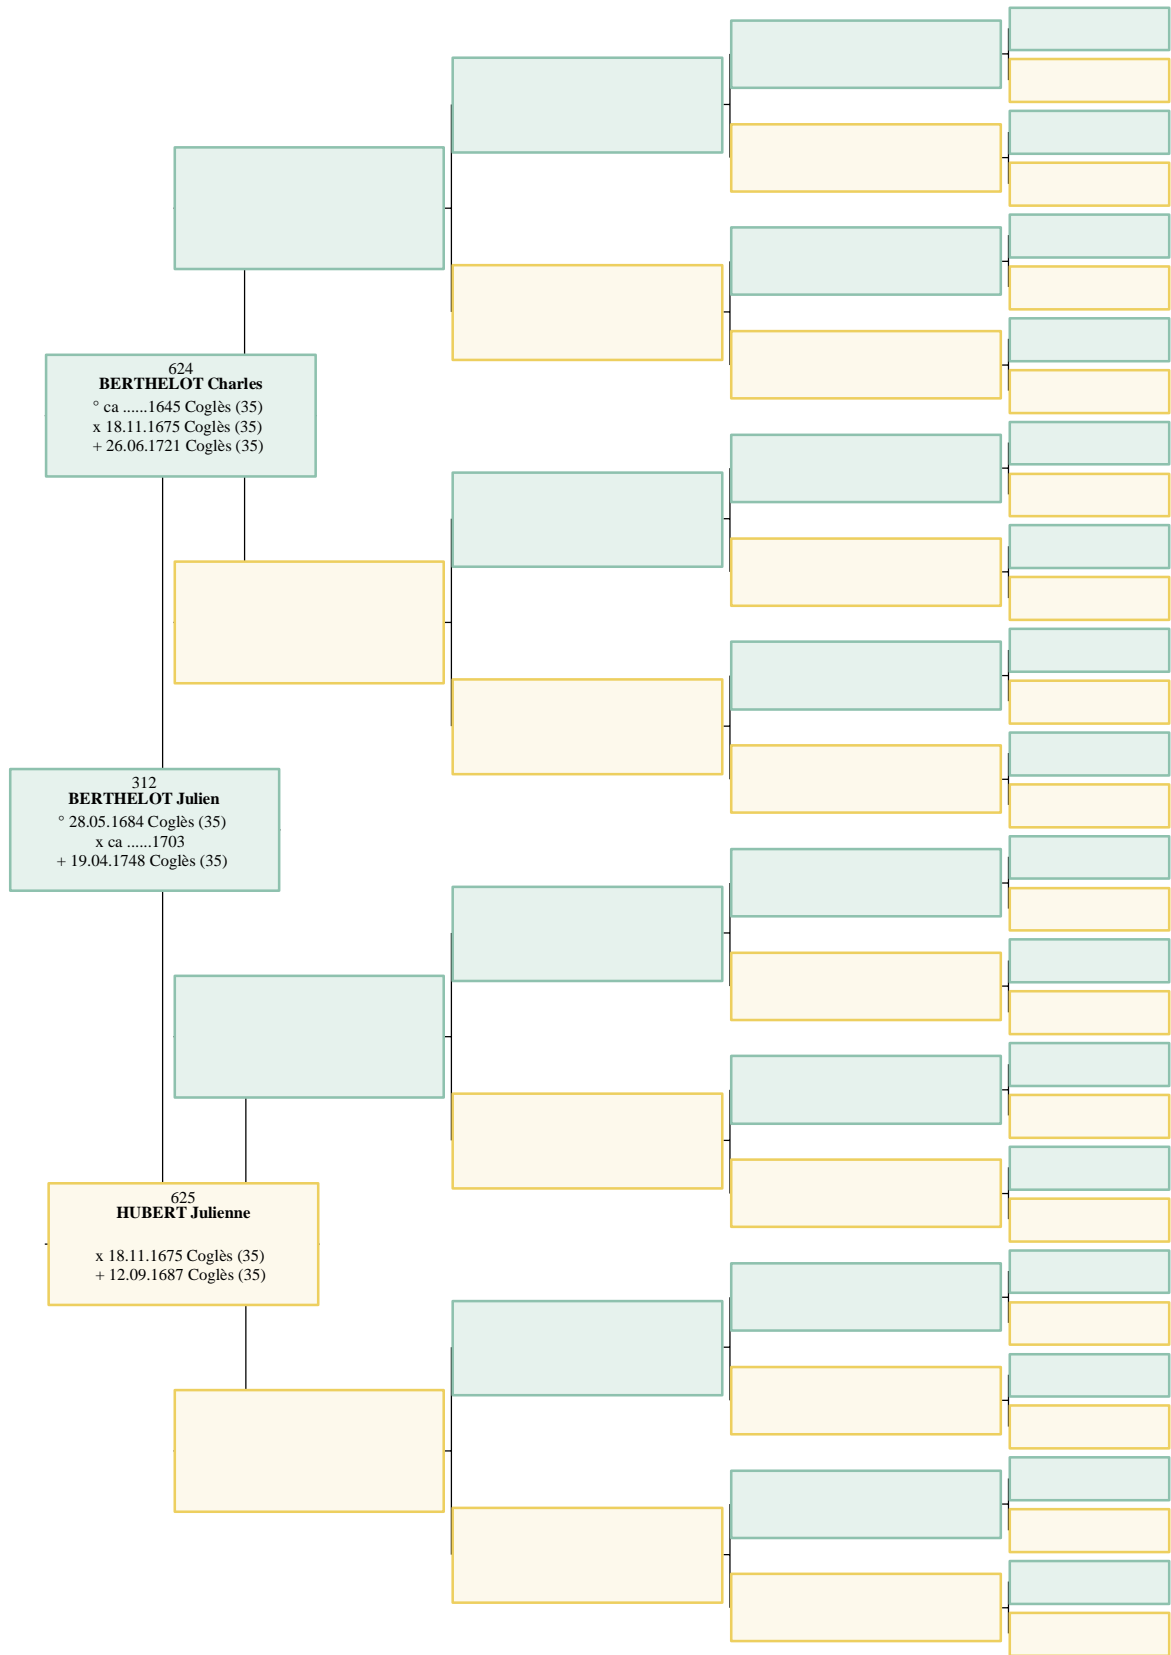 624
BERTHELOT Charles
° ca ......1645 Coglès (35)
x 18.11.1675 Coglès (35)
+ 26.06.1721 Coglès (35)
312
BERTHELOT Julien
° 28.05.1684 Coglès (35)
x ca ......1703
+ 19.04.1748 Coglès (35)
625
HUBERT Julienne
x 18.11.1675 Coglès (35)
+ 12.09.1687 Coglès (35)